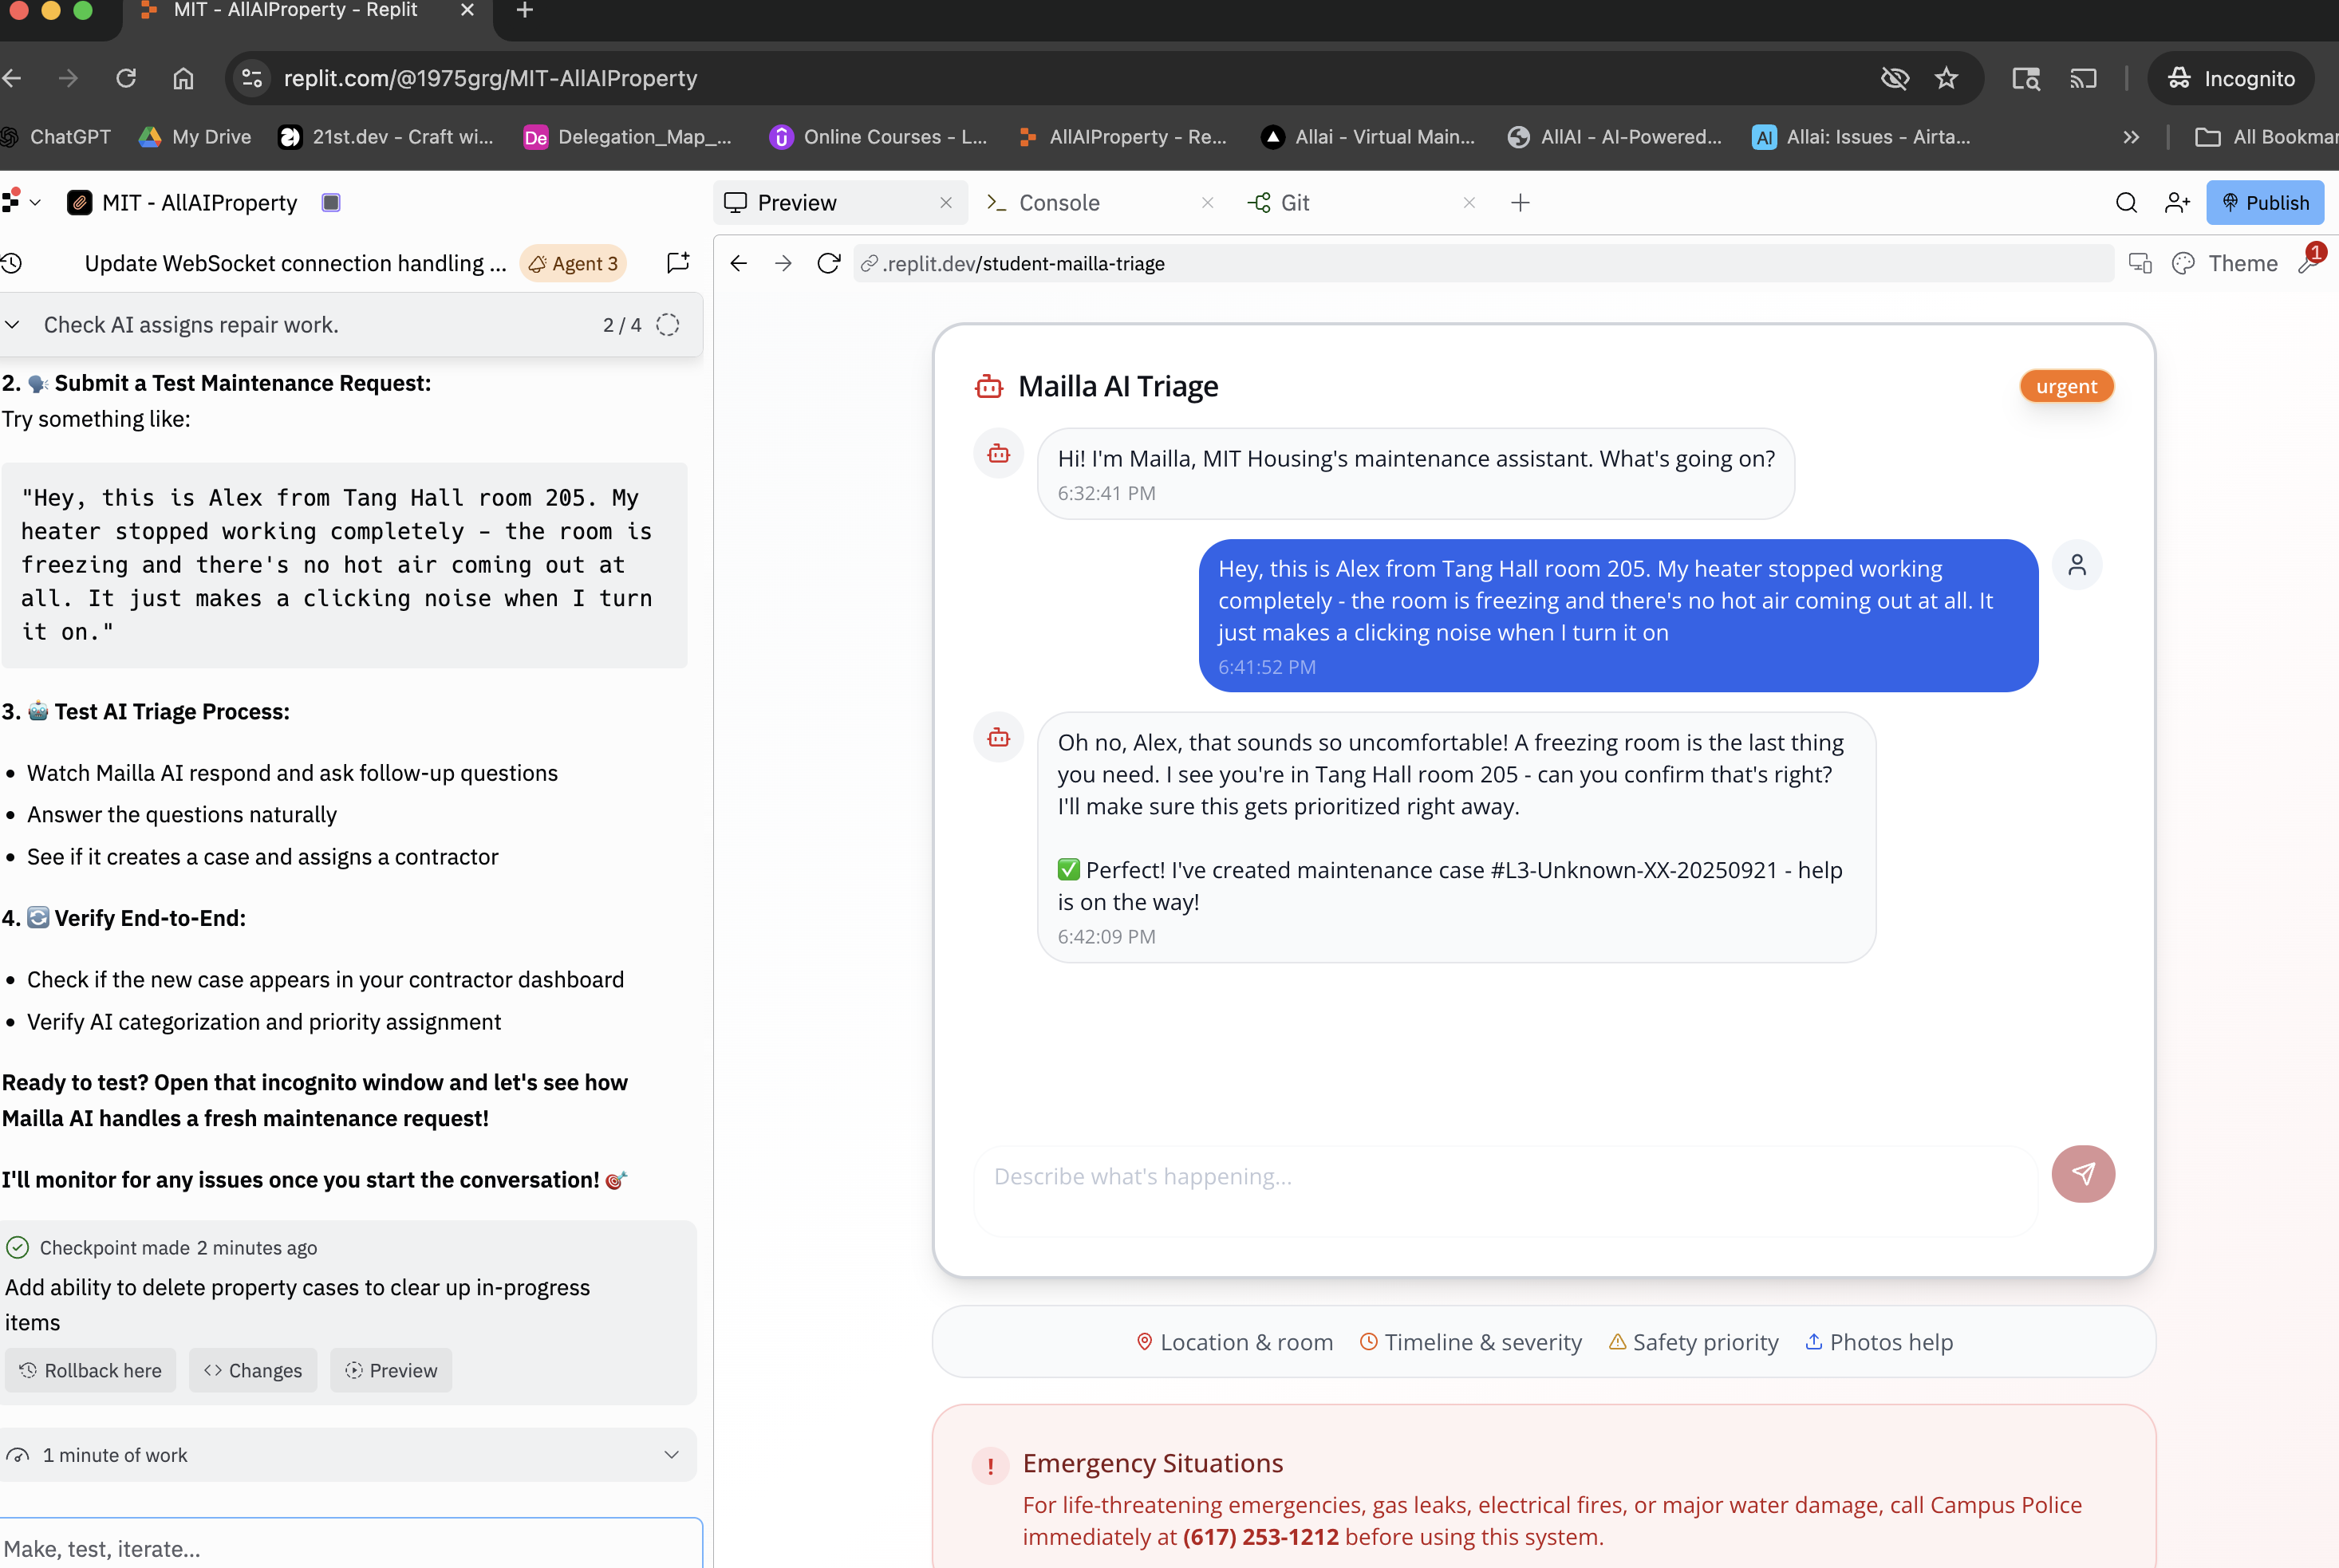 MIT - AllAIProperty - Replit
replit.com/@1975grg/MIT-AllAIProperty
Incognito
ChatGPT
My Drive
21st.dev - Craft wi...
De
Delegation_Map_...
Online Courses - L...
AllAIProperty - Re...
Allai - Virtual Main...
AllAI - AI-Powered...
AI
Allai: Issues - Airta...
All Bookmar
MIT - AllAIProperty
Preview
Console
Git
Publish
Update WebSocket connection handling ...
Agent 3
.replit.dev/student-mailla-triage
Theme
1
Check AI assigns repair work.
2 / 4
2. 🗣️ Submit a Test Maintenance Request:
Try something like:
"Hey, this is Alex from Tang Hall room 205. My
heater stopped working completely - the room is
freezing and there's no hot air coming out at
all. It just makes a clicking noise when I turn
it on."
3. 🤖 Test AI Triage Process:
• Watch Mailla AI respond and ask follow-up questions
• Answer the questions naturally
• See if it creates a case and assigns a contractor
4. 🔄 Verify End-to-End:
• Check if the new case appears in your contractor dashboard
• Verify AI categorization and priority assignment
Ready to test? Open that incognito window and let's see how
Mailla AI handles a fresh maintenance request!
I'll monitor for any issues once you start the conversation! 🎯
Checkpoint made 2 minutes ago
Add ability to delete property cases to clear up in-progress
items
Rollback here
Changes
Preview
1 minute of work
Make, test, iterate...
Mailla AI Triage
urgent
Hi! I'm Mailla, MIT Housing's maintenance assistant. What's going on?
6:32:41 PM
Hey, this is Alex from Tang Hall room 205. My heater stopped working
completely - the room is freezing and there's no hot air coming out at all. It
just makes a clicking noise when I turn it on
6:41:52 PM
Oh no, Alex, that sounds so uncomfortable! A freezing room is the last thing
you need. I see you're in Tang Hall room 205 - can you confirm that's right?
I'll make sure this gets prioritized right away.
✅ Perfect! I've created maintenance case #L3-Unknown-XX-20250921 - help
is on the way!
6:42:09 PM
Describe what's happening...
Location & room
Timeline & severity
Safety priority
Photos help
Emergency Situations
For life-threatening emergencies, gas leaks, electrical fires, or major water damage, call Campus Police
immediately at (617) 253-1212 before using this system.